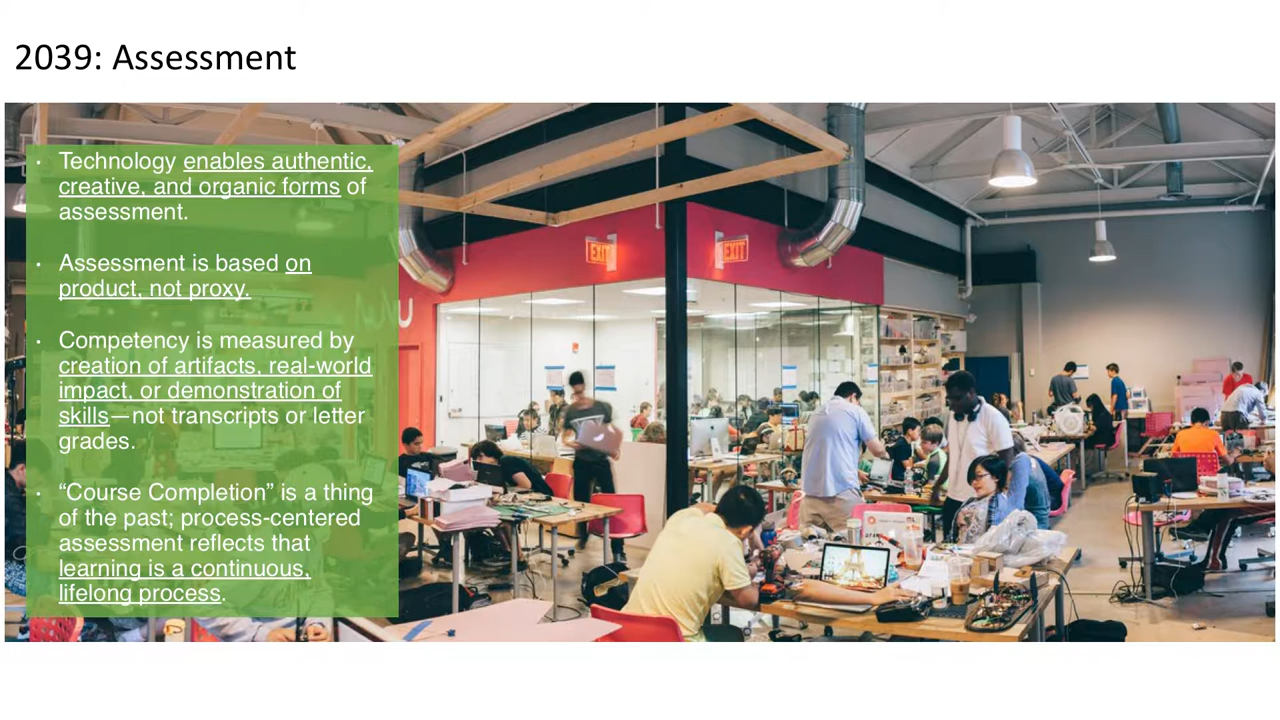 2039: Assessment
· Technology enables authentic,
creative, and organic forms of
assessment.
· Assessment is based on
product, not proxy.
· Competency is measured by
creation of artifacts, real-world
impact, or demonstration of
skills—not transcripts or letter
grades.
· “Course Completion” is a thing
of the past; process-centered
assessment reflects that
learning is a continuous,
lifelong process.
EXIT
EXIT